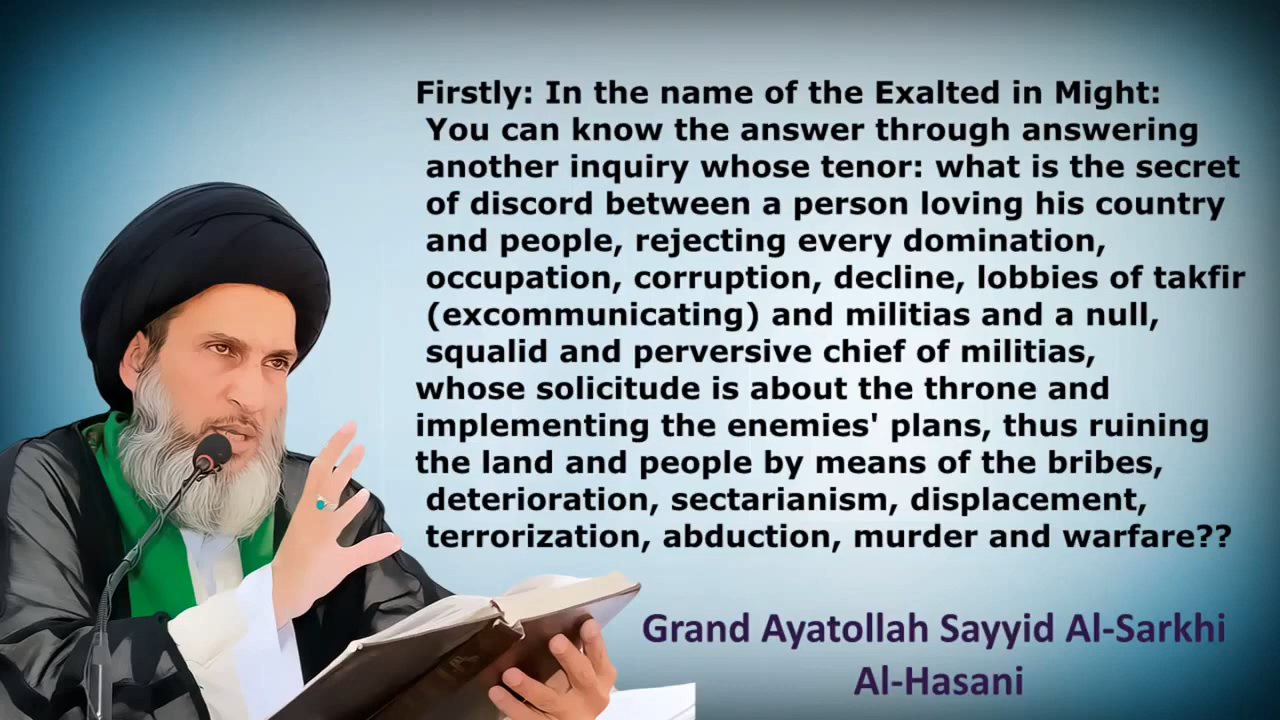 Firstly: In the name of the Exalted in Might:
You can know the answer through answering
another inquiry whose tenor: what is the secret
of discord between a person loving his country
and people, rejecting every domination,
occupation, corruption, decline, lobbies of takfir
(excommunicating) and militias and a null,
squalid and perversive chief of militias,
whose solicitude is about the throne and
implementing the enemies' plans, thus ruining
the land and people by means of the bribes,
deterioration, sectarianism, displacement,
terrorization, abduction, murder and warfare??
Grand Ayatollah Sayyid Al-Sarkhi
Al-Hasani